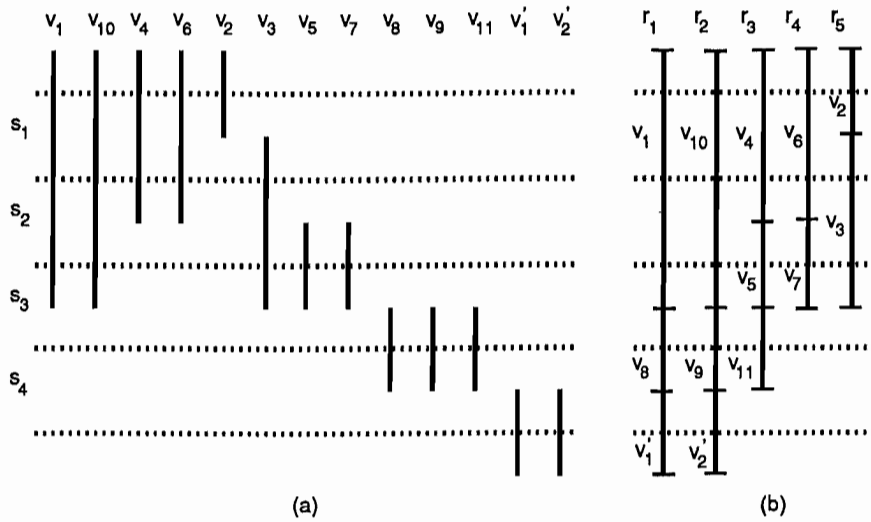 v1 v10 v4 v6 v2 v3 v5 v7 v8 v9 v11 v1' v2'
s1
s2
s3
s4
(a)
r1 r2 r3 r4 r5
v1 v10 v4 v6 v2
v3
v5 v7
v8 v9 v11
v1' v2'
(b)